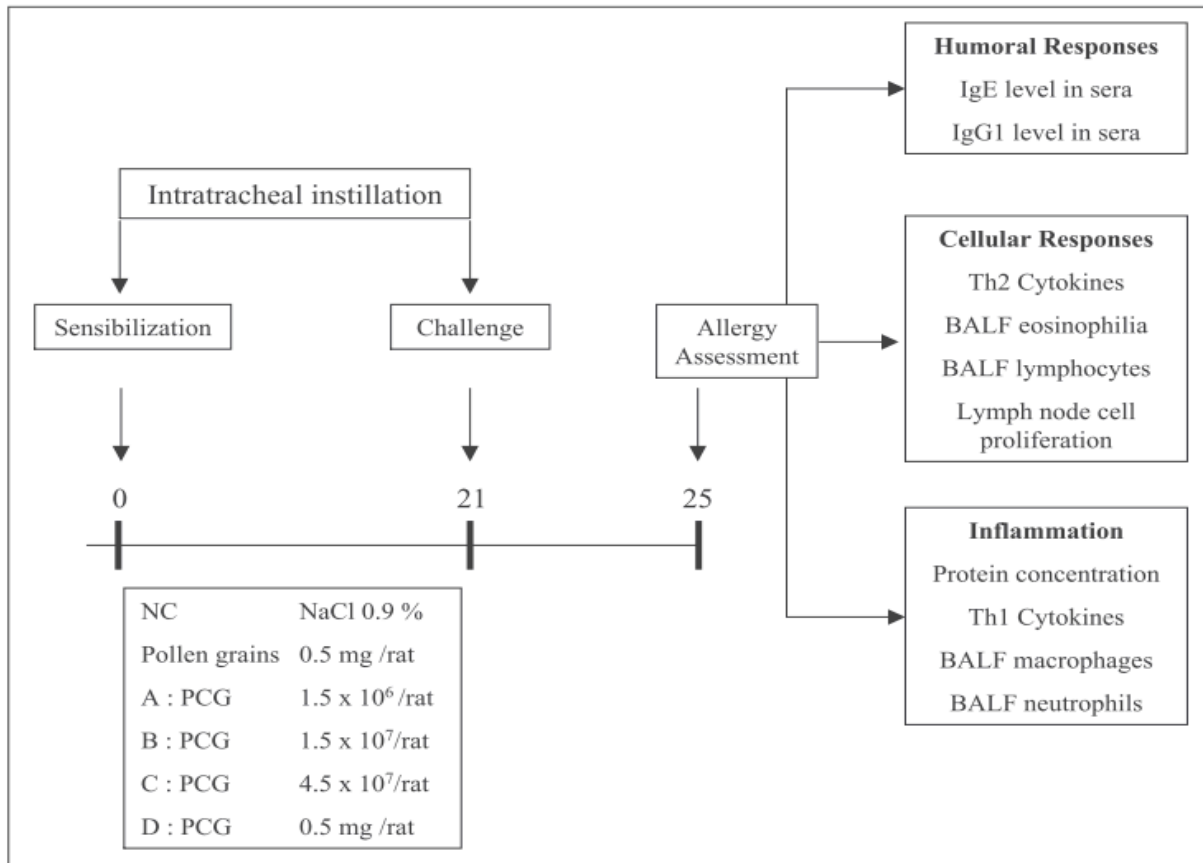 Intratracheal instillation
Sensibilization
Challenge
Allergy
Assessment
0
21
25
NC NaCl 0.9 %
Pollen grains 0.5 mg /rat
A : PCG 1.5 x 10⁶ /rat
B : PCG 1.5 x 10⁷/rat
C : PCG 4.5 x 10⁷/rat
D : PCG 0.5 mg /rat
Humoral Responses
IgE level in sera
IgG1 level in sera
Cellular Responses
Th2 Cytokines
BALF eosinophilia
BALF lymphocytes
Lymph node cell
proliferation
Inflammation
Protein concentration
Th1 Cytokines
BALF macrophages
BALF neutrophils